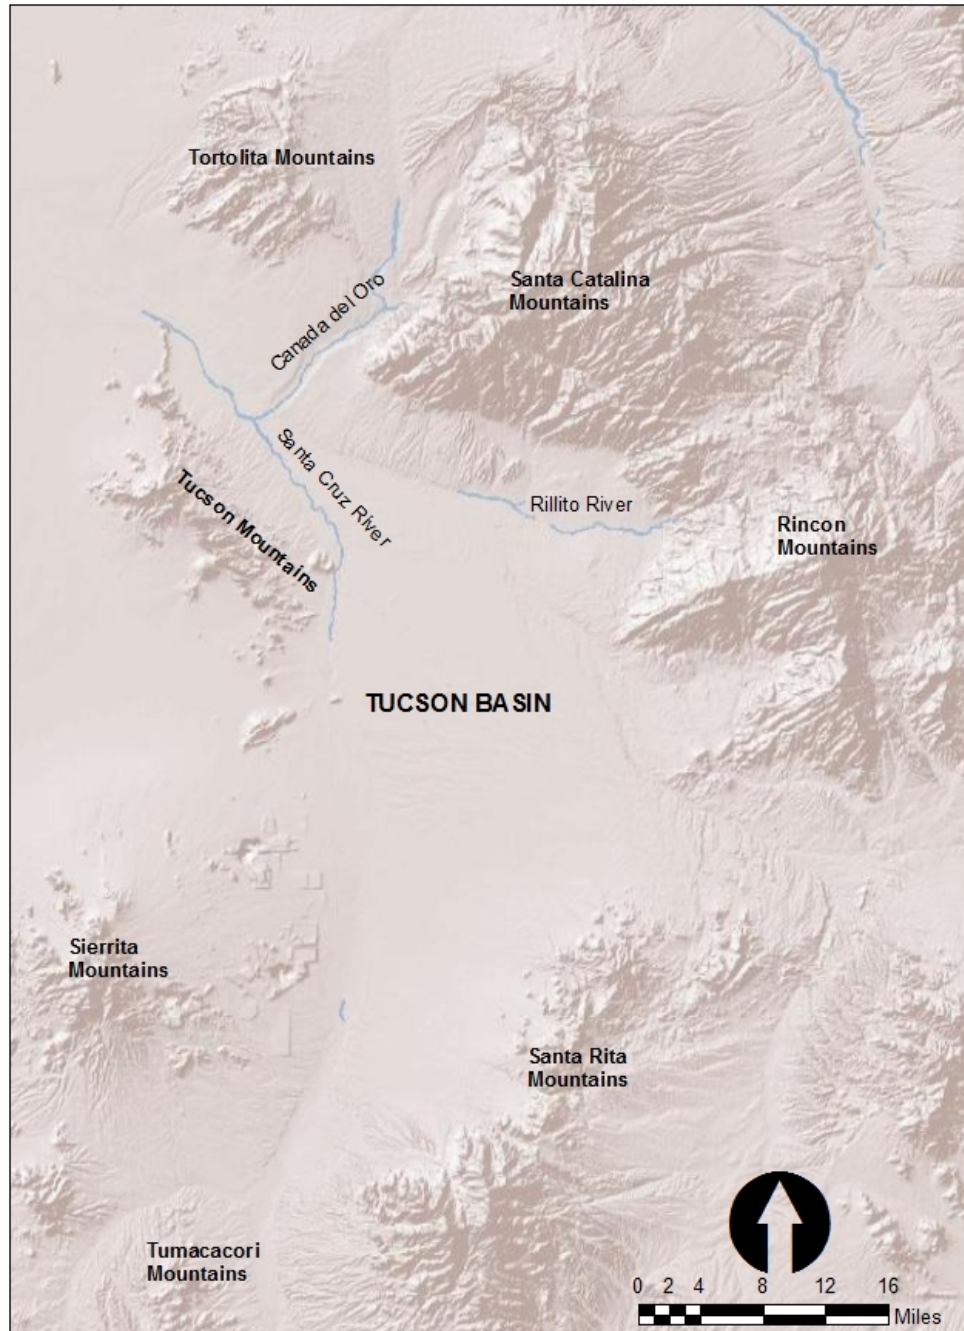 Tortolita Mountains
Santa Catalina
Mountains
Canada del Oro
Santa Cruz River
Tucson Mountains
Rillito River
Rincon
Mountains
TUCSON BASIN
Sierrita
Mountains
Santa Rita
Mountains
Tumacacori
Mountains
0 2 4 8 12 16
Miles